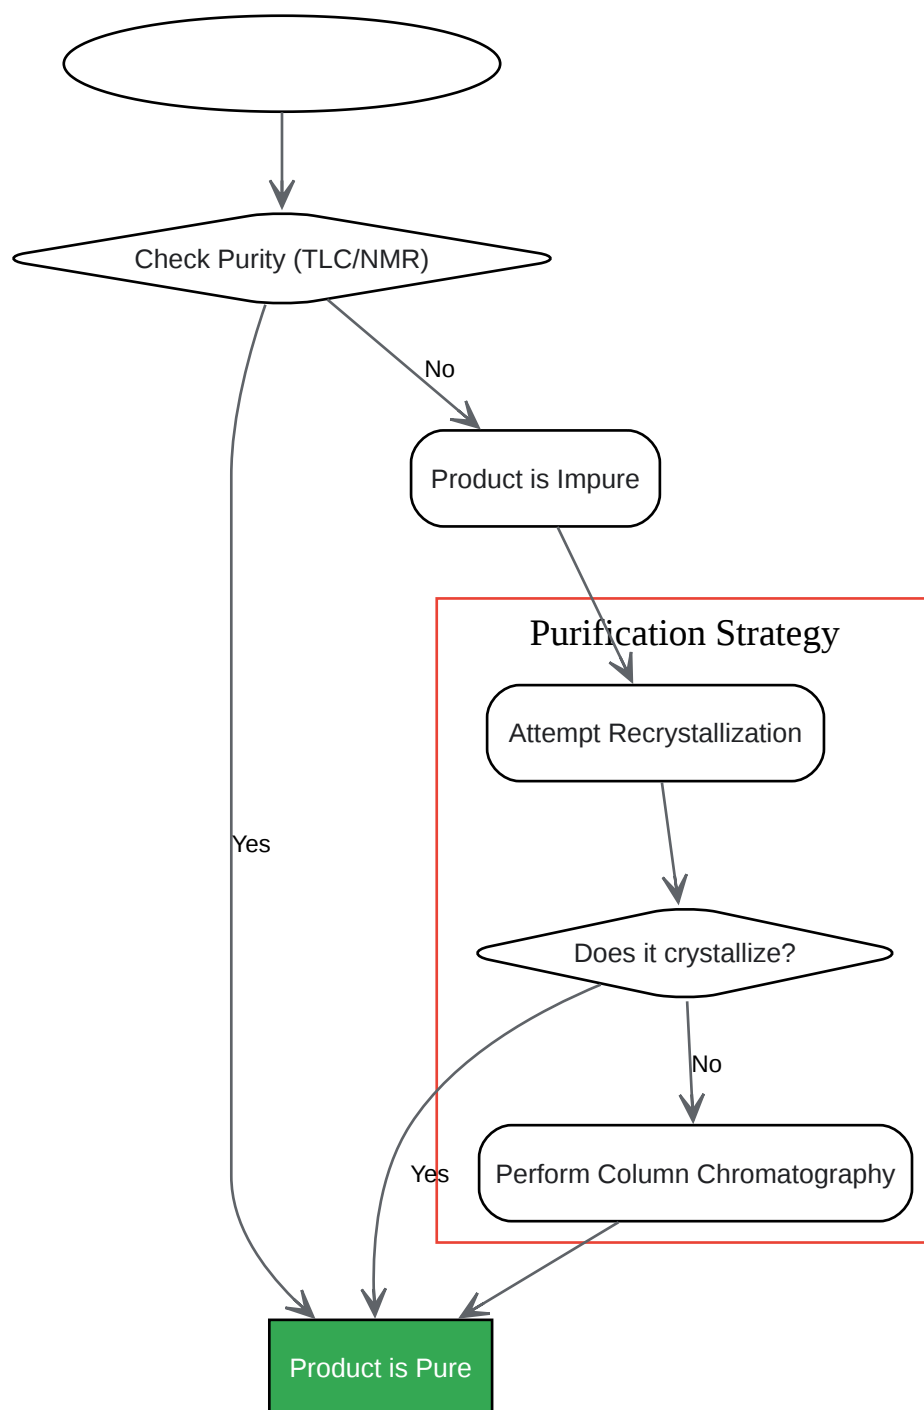 Check Purity (TLC/NMR)
No
Product is Impure
Purification Strategy
Attempt Recrystallization
Yes
Does it crystallize?
No
Yes
Perform Column Chromatography
Product is Pure